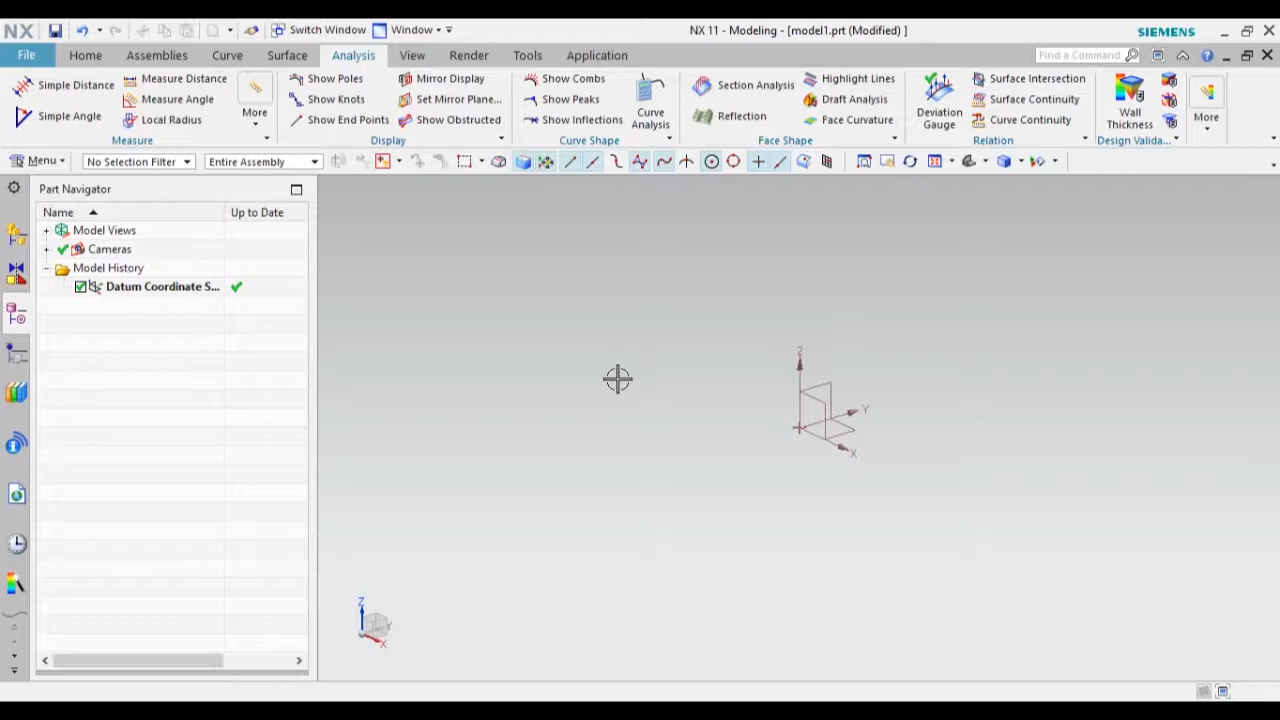 NX Switch Window Window NX 11 - Modeling - [model1.prt (Modified) ] SIEMENS
File Home Assemblies Curve Surface Analysis View Render Tools Application Find a Command
Simple Distance Measure Distance Show Poles Mirror Display Show Combs Section Analysis Highlight Lines Surface Intersection
Measure Angle Show Knots Set Mirror Plane... Show Peaks Draft Analysis Surface Continuity
Simple Angle Local Radius More Show End Points Show Obstructed Show Inflections Curve Analysis Reflection Face Curvature Deviation Gauge Curve Continuity Wall Thickness More
Measure Display Curve Shape Face Shape Relation Design Valida...
Menu No Selection Filter Entire Assembly
Part Navigator
Name Up to Date
Model Views
Cameras
Model History
Datum Coordinate S...
Z
Y
X
Z
Y
X